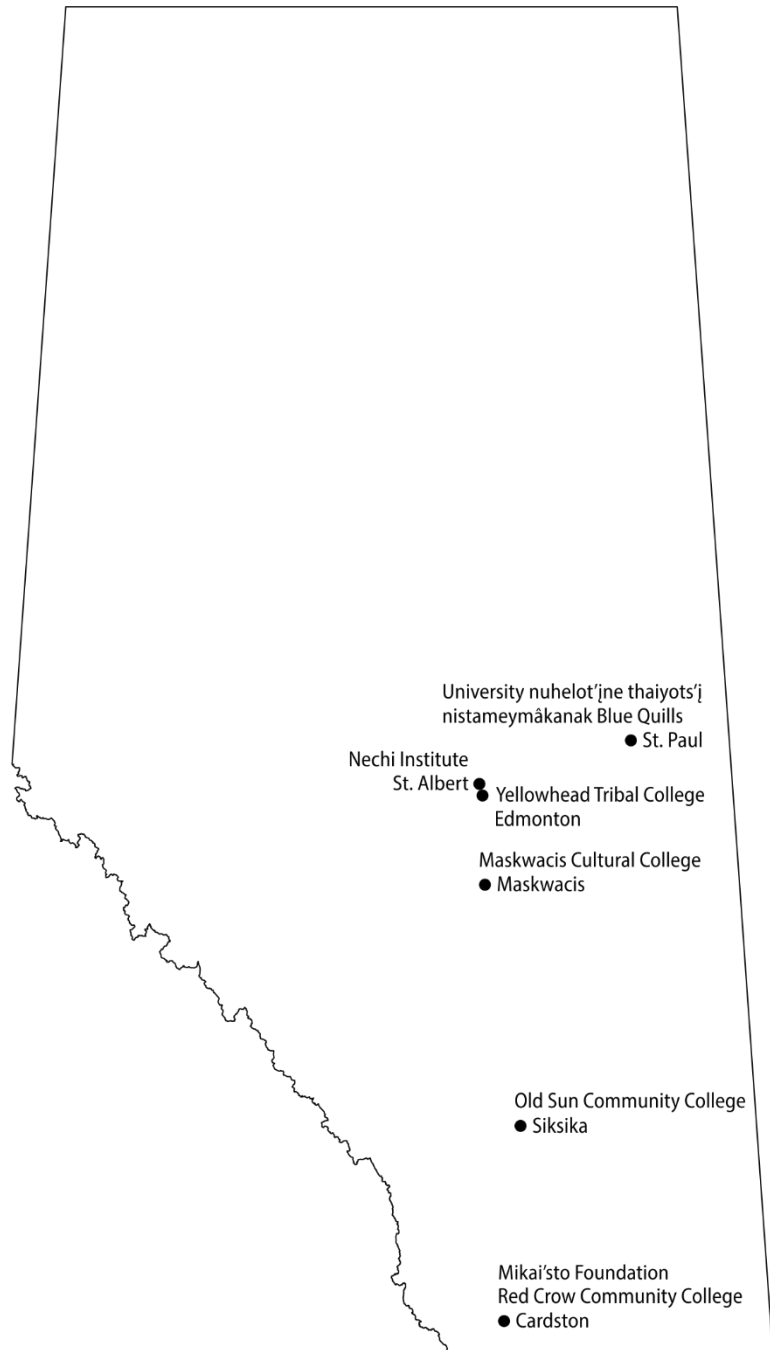 University nuhelot’įne thaiyots’į
nistameymâkanak Blue Quills
St. Paul
Nechi Institute
St. Albert
Yellowhead Tribal College
Edmonton
Maskwacis Cultural College
Maskwacis
Old Sun Community College
Siksika
Mikai’sto Foundation
Red Crow Community College
Cardston